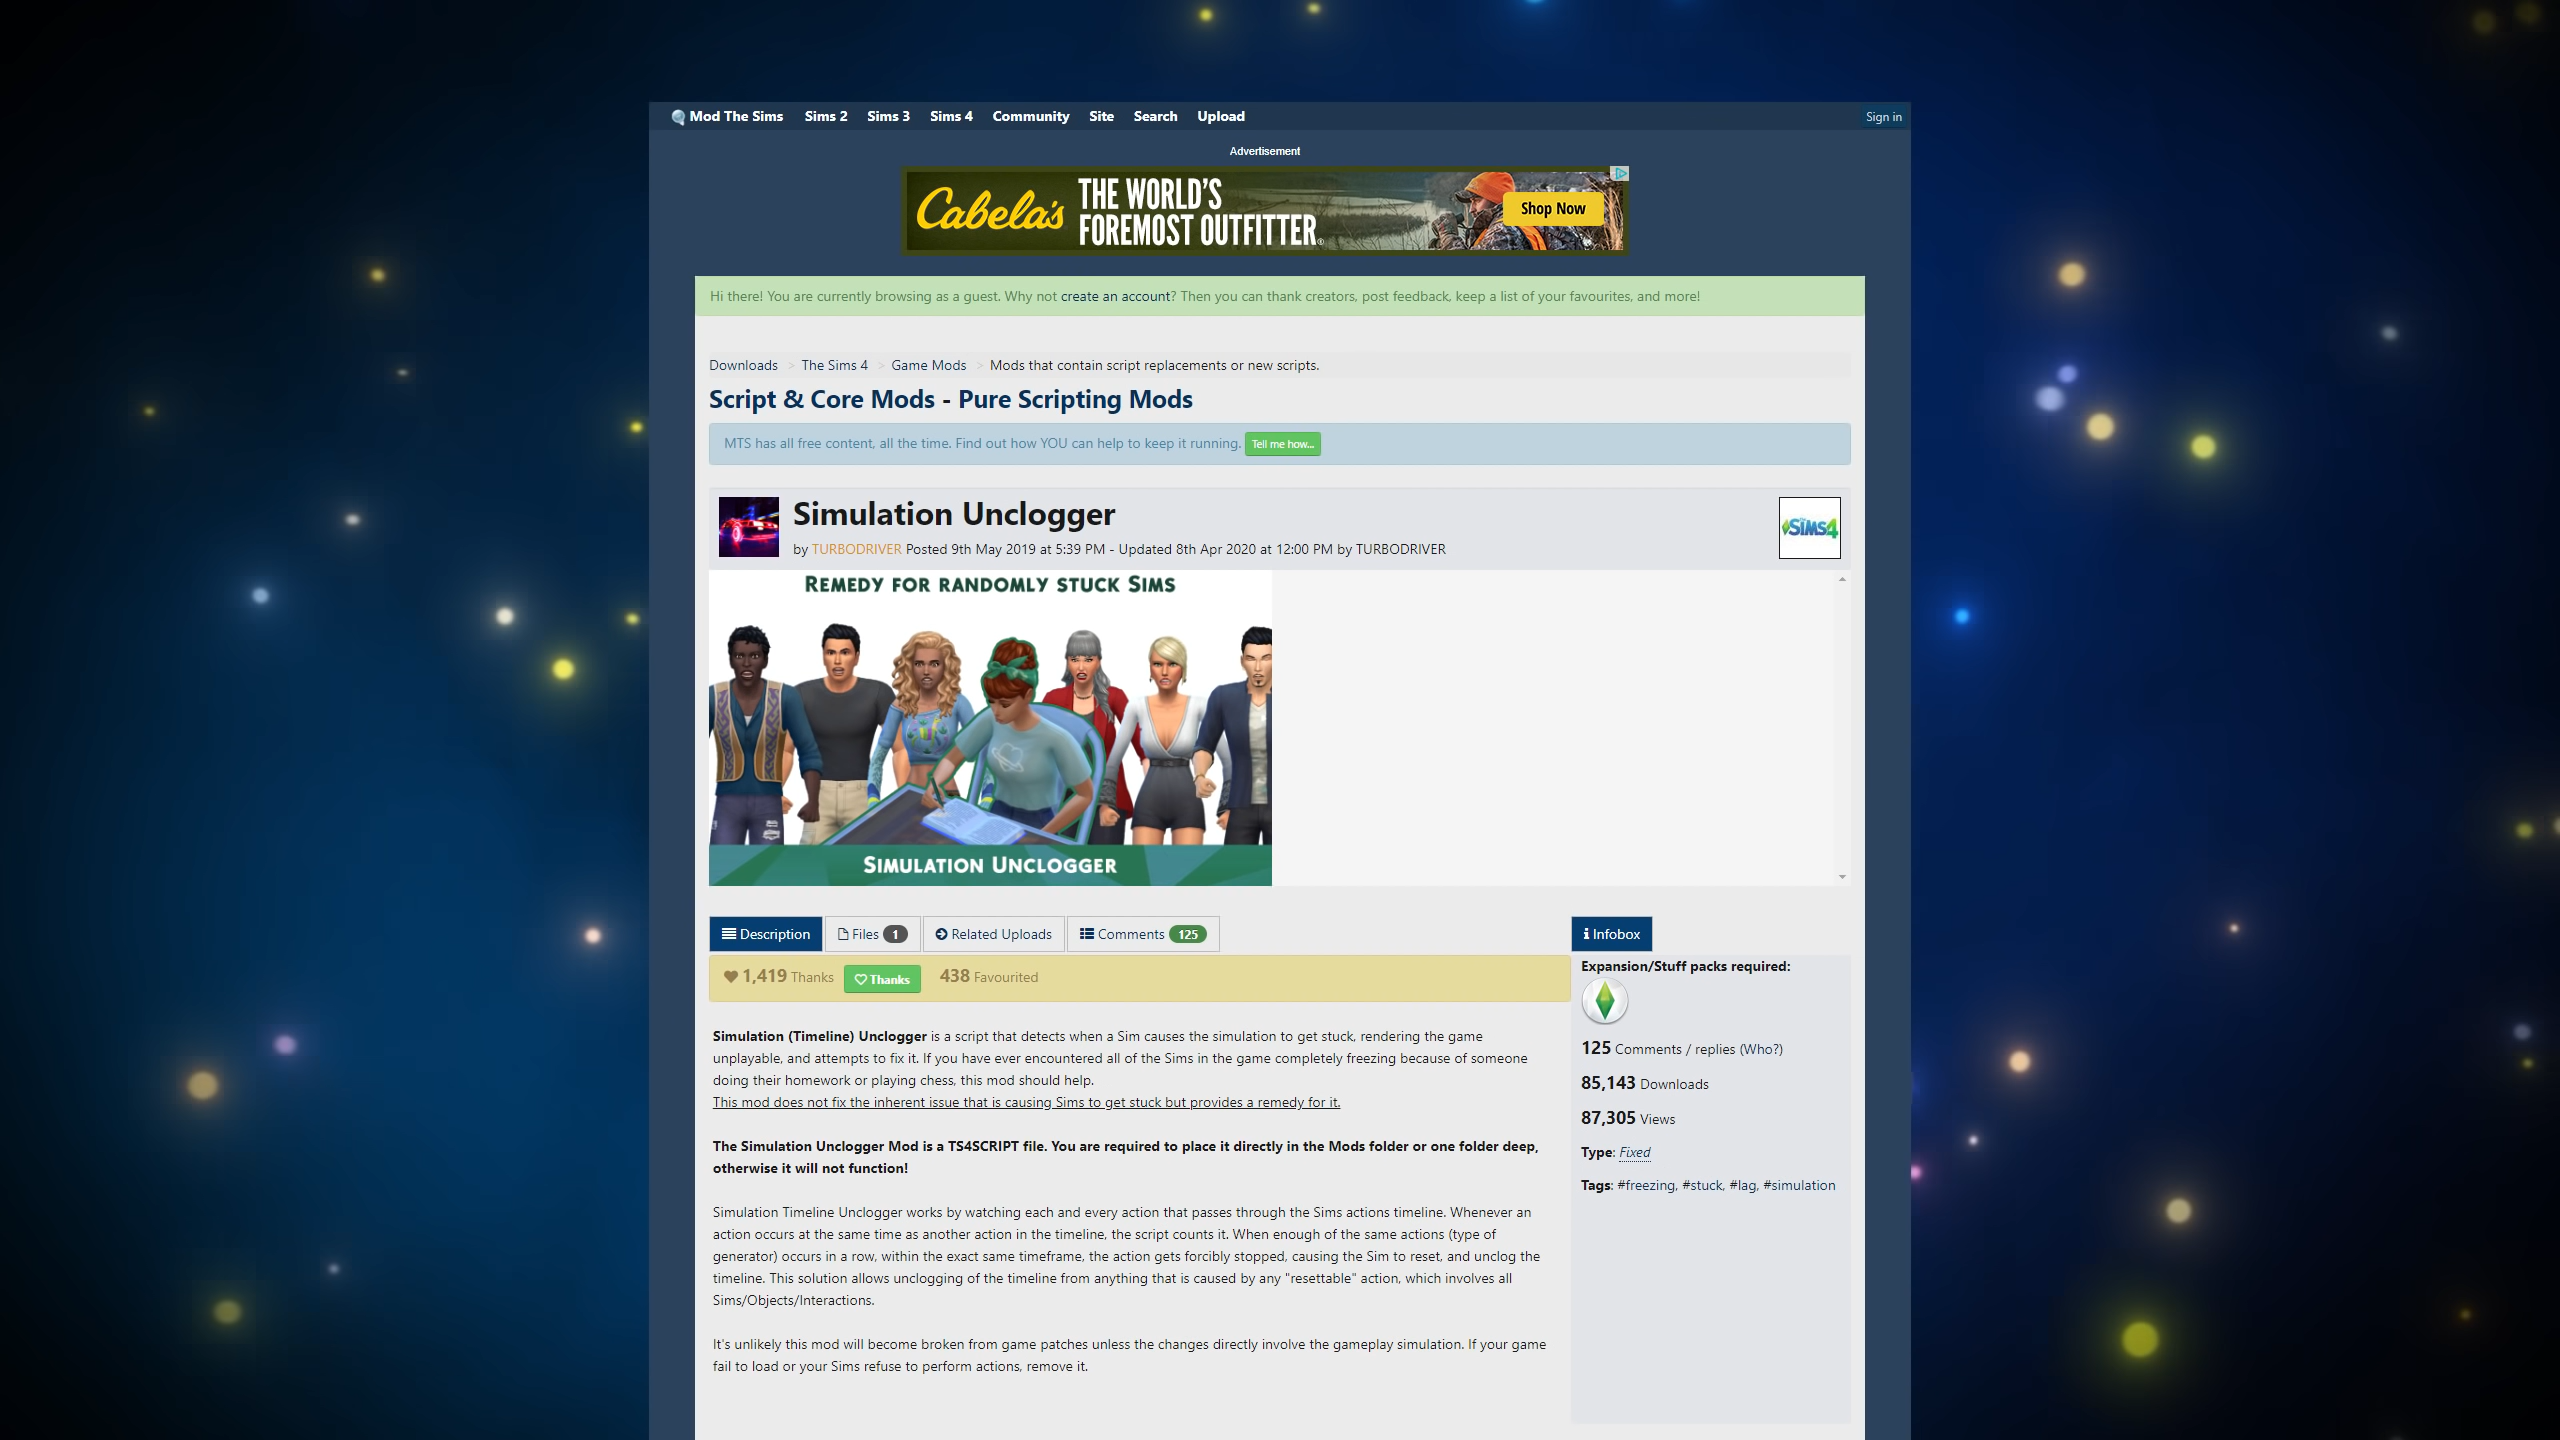 Mod The Sims Sims 2 Sims 3 Sims 4 Community Site Search Upload Sign in
Advertisement
Cabela's THE WORLD'S FOREMOST OUTFITTER® Shop Now
Hi there! You are currently browsing as a guest. Why not create an account? Then you can thank creators, post feedback, keep a list of your favourites, and more!
Downloads > The Sims 4 > Game Mods > Mods that contain script replacements or new scripts.
Script & Core Mods - Pure Scripting Mods
MTS has all free content, all the time. Find out how YOU can help to keep it running. Tell me how...
Simulation Unclogger
by TURBODRIVER Posted 9th May 2019 at 5:39 PM - Updated 8th Apr 2020 at 12:00 PM by TURBODRIVER
The SiMS 4
REMEDY FOR RANDOMLY STUCK SIMS
SIMULATION UNCLOGGER
Description Files 1 Related Uploads Comments 125
1,419 Thanks Thanks 438 Favourited
Simulation (Timeline) Unclogger is a script that detects when a Sim causes the simulation to get stuck, rendering the game
unplayable, and attempts to fix it. If you have ever encountered all of the Sims in the game completely freezing because of someone
doing their homework or playing chess, this mod should help.
This mod does not fix the inherent issue that is causing Sims to get stuck but provides a remedy for it.
The Simulation Unclogger Mod is a TS4SCRIPT file. You are required to place it directly in the Mods folder or one folder deep,
otherwise it will not function!
Simulation Timeline Unclogger works by watching each and every action that passes through the Sims actions timeline. Whenever an
action occurs at the same time as another action in the timeline, the script counts it. When enough of the same actions (type of
generator) occurs in a row, within the exact same timeframe, the action gets forcibly stopped, causing the Sim to reset, and unclog the
timeline. This solution allows unclogging of the timeline from anything that is caused by any "resettable" action, which involves all
Sims/Objects/Interactions.
It's unlikely this mod will become broken from game patches unless the changes directly involve the gameplay simulation. If your game
fail to load or your Sims refuse to perform actions, remove it.
Infobox
Expansion/Stuff packs required:
125 Comments / replies (Who?)
85,143 Downloads
87,305 Views
Type: Fixed
Tags: #freezing, #stuck, #lag, #simulation